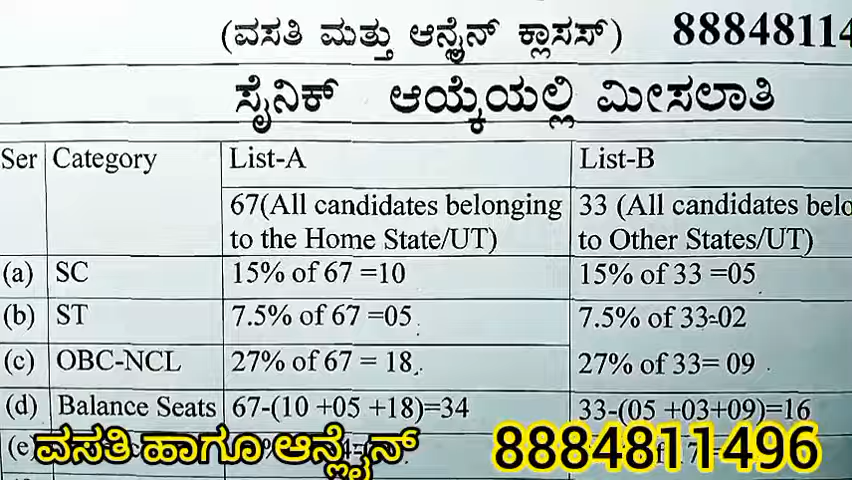 (ವಸತಿ ಮತ್ತು ಆನ್ಲೈನ್ ಕ್ಲಾಸಸ್) 88848114
ಸೈನಿಕ್ ಆಯ್ಕೆಯಲ್ಲಿ ಮೀಸಲಾತಿ
Ser Category List-A List-B
67(All candidates belonging 33 (All candidates belo
to the Home State/UT) to Other States/UT)
(a) SC 15% of 67 =10 15% of 33 =05
(b) ST 7.5% of 67 =05 7.5% of 33=02
(c) OBC-NCL 27% of 67 = 18 27% of 33= 09
(d) Balance Seats 67-(10 +05 +18)=34 33-(05 +03+09)=16
(e)
ವಸತಿ ಹಾಗೂ ಆನ್ಲೈನ್ 8884811496